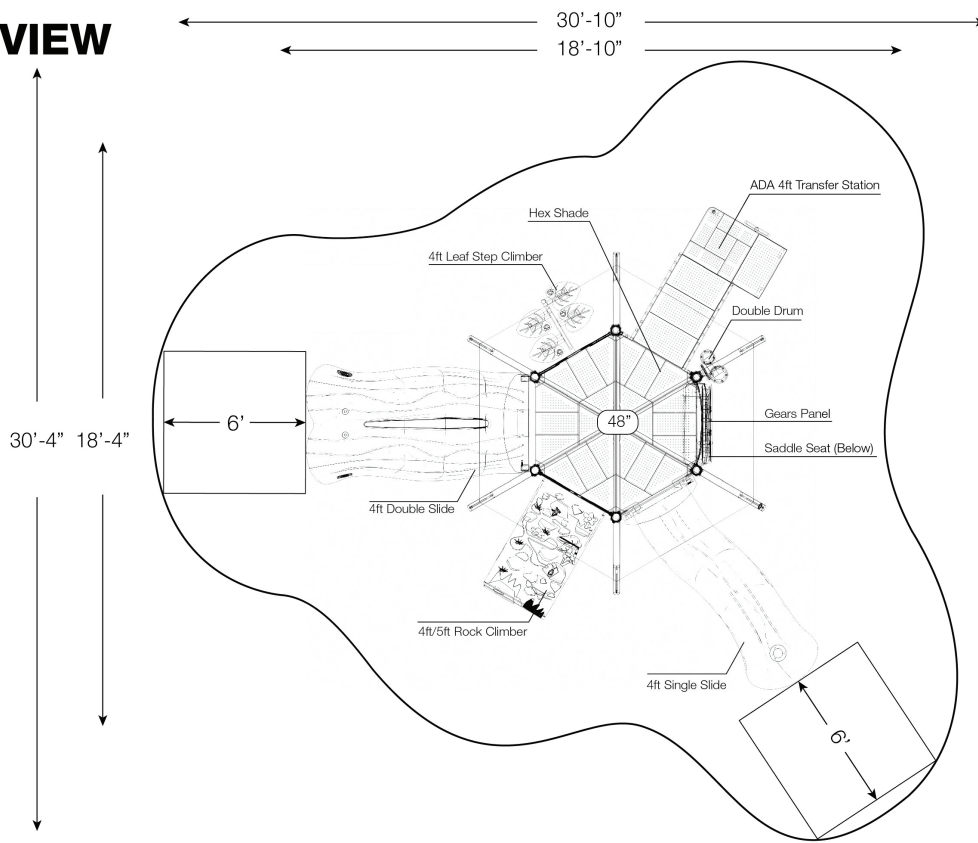 VIEW
30’-10”
18’-10”
ADA 4ft Transfer Station
Hex Shade
4ft Leaf Step Climber
Double Drum
6’
48”
Gears Panel
30’-4” 18’-4”
Saddle Seat (Below)
4ft Double Slide
4ft/5ft Rock Climber
4ft Single Slide
6’